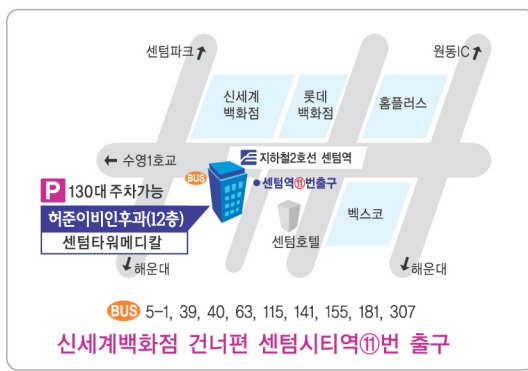 센텀파크
원동IC
신세계
백화점
롯데
백화점
홈플러스
지하철2호선 센텀역
수영1호교
BUS
센텀역⑪번출구
P 130대 주차가능
허준이비인후과(12층)
센텀타워메디칼
벡스코
센텀호텔
해운대
해운대
BUS 5-1, 39, 40, 63, 115, 141, 155, 181, 307
신세계백화점 건너편 센텀시티역⑪번 출구